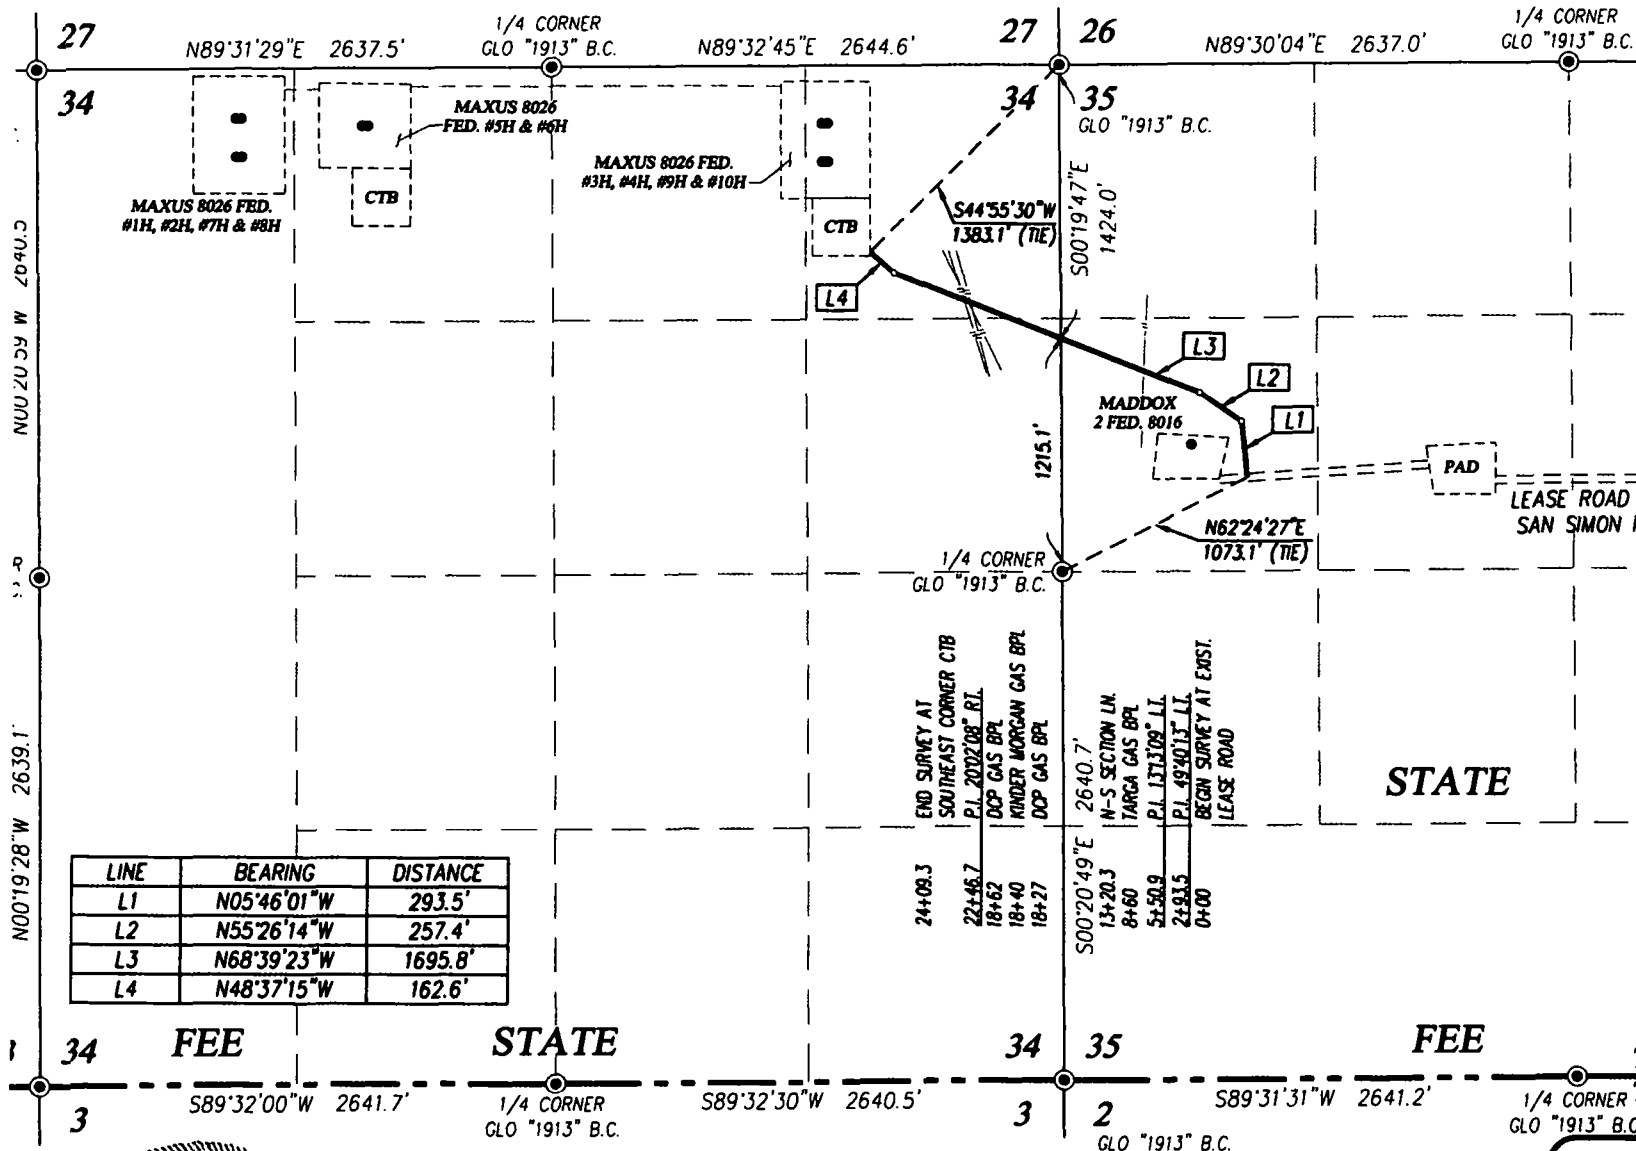 27
N89°31'29"E 2637.5'
1/4 CORNER
GLO "1913" B.C.
N89°32'45"E 2644.6'
27
26
N89°30'04"E 2637.0'
1/4 CORNER
GLO "1913" B.C.
34
34
35
GLO "1913" B.C.
MAXUS 8026
FED. #5H & #6H
CTB
MAXUS 8026 FED.
#1H, #2H, #7H & #8H
MAXUS 8026 FED.
#3H, #4H, #9H & #10H
CTB
S44°55'30"W
1383.1' (TIE)
S00°19'47"E
1424.0'
L4
L3
L2
L1
MADDOX
2 FED. 8016
PAD
LEASE ROAD
SAN SIMON
1215.1'
N62°24'27"E
1073.1' (TIE)
1/4 CORNER
GLO "1913" B.C.
N00°20'59"W 2640.5
N00°19'28"W 2639.1'
24+09.3 END SURVEY AT
SOUTHEAST CORNER CTB
22+46.7 P.I. 20°02'08" RT.
18+62 DCP GAS BPL
18+40 KINDER MORGAN GAS BPL
18+27 DCP GAS BPL
S00°20'49"E 2640.7'
13+20.3 N-S SECTION LN.
8+60 TARGA GAS BPL
5+50.9 P.I. 13°13'09" LT.
2+93.5 P.I. 49°40'13" LT.
0+00 BEGIN SURVEY AT EXIST.
LEASE ROAD
STATE
LINE BEARING DISTANCE
L1 N05°46'01"W 293.5'
L2 N55°26'14"W 257.4'
L3 N68°39'23"W 1695.8'
L4 N48°37'15"W 162.6'
34
FEE
STATE
34
35
FEE
3
S89°32'00"W 2641.7'
1/4 CORNER
GLO "1913" B.C.
S89°32'30"W 2640.5'
3
2
GLO "1913" B.C.
S89°31'31"W 2641.2'
1/4 CORNER
GLO "1913" B.C